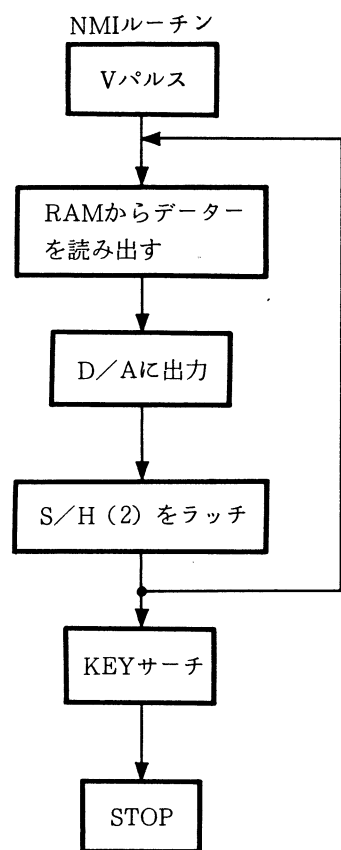 NMIルーチン
Vパルス
RAMからデーター
を読み出す
D／Aに出力
S／H（2）をラッチ
KEYサーチ
STOP